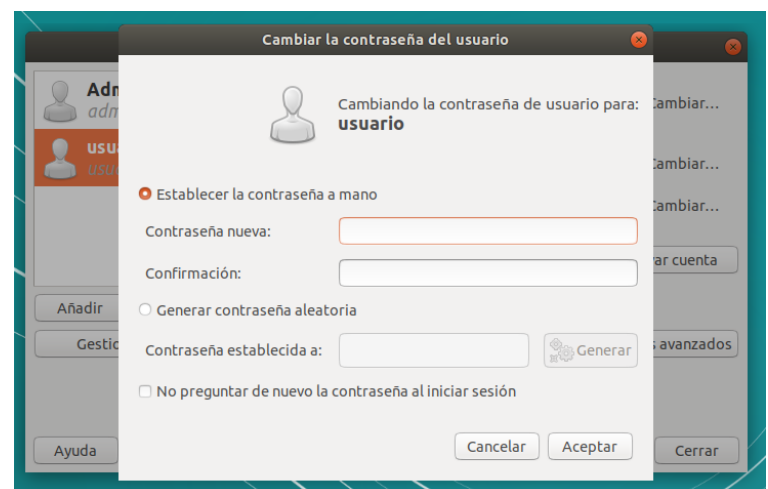 Cambiar la contraseña del usuario
Cambiando la contraseña de usuario para:
usuario
Establecer la contraseña a mano
Contraseña nueva:
Confirmación:
Generar contraseña aleatoria
Contraseña establecida a:
Generar
No preguntar de nuevo la contraseña al iniciar sesión
Cancelar
Aceptar
Cambiar...
Cambiar...
Cambiar...
cuenta
Añadir
avanzados
Ayuda
Cerrar